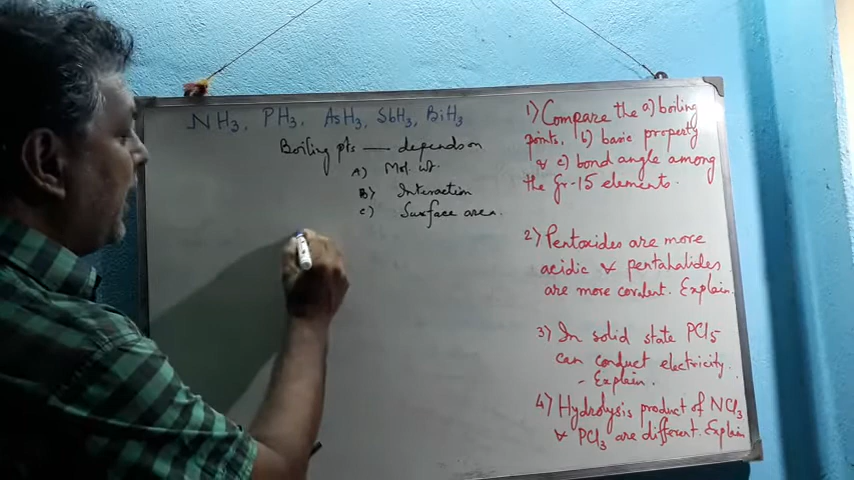 NH3, PH3, AsH3, SbH3, BiH3
Boiling pts — depends on
A) Mol. wt.
B) Interaction
c) Surface area.
1) Compare the a) boiling
points, b) basic property
& c) bond angle among
the Gr-15 elements.
2) Pentoxides are more
acidic & pentahalides
are more covalent. Explain
3) In solid state PCl5
can conduct electricity.
- Explain.
4) Hydrolysis product of NCl3
& PCl3 are different. Explain